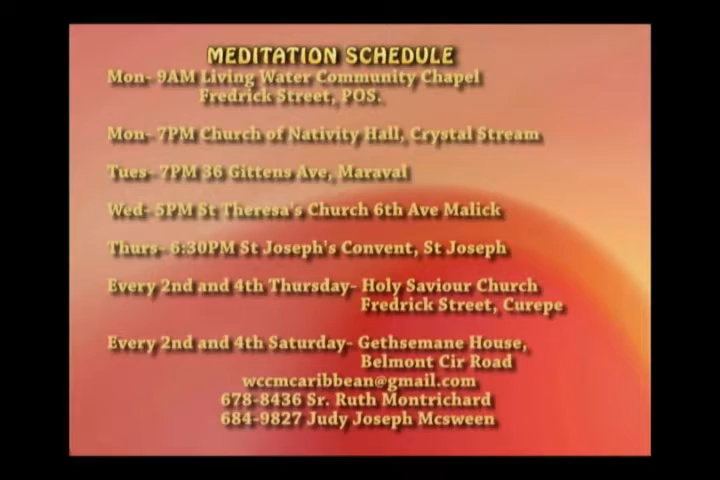 MEDITATION SCHEDULE
Mon- 9AM Living Water Community Chapel
Fredrick Street, POS.
Mon- 7PM Church of Nativity Hall, Crystal Stream
Tues- 7PM 36 Gittens Ave, Maraval
Wed- 5PM St Theresa's Church 6th Ave Malick
Thurs- 6:30PM St Joseph's Convent, St Joseph
Every 2nd and 4th Thursday- Holy Saviour Church
Fredrick Street, Curepe
Every 2nd and 4th Saturday- Gethsemane House,
Belmont Cir Road
wccmcaribbean@gmail.com
678-8436 Sr. Ruth Montrichard
684-9827 Judy Joseph Mcsween